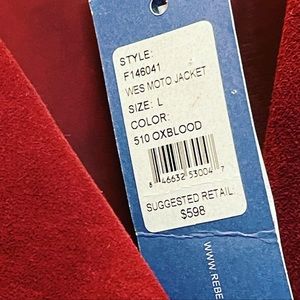 STYLE:
F146041
WES MOTO JACKET
SIZE: L
COLOR:
510 OXBLOOD
8 46632 53004 7
SUGGESTED RETAIL:
$598
WWW.REBE